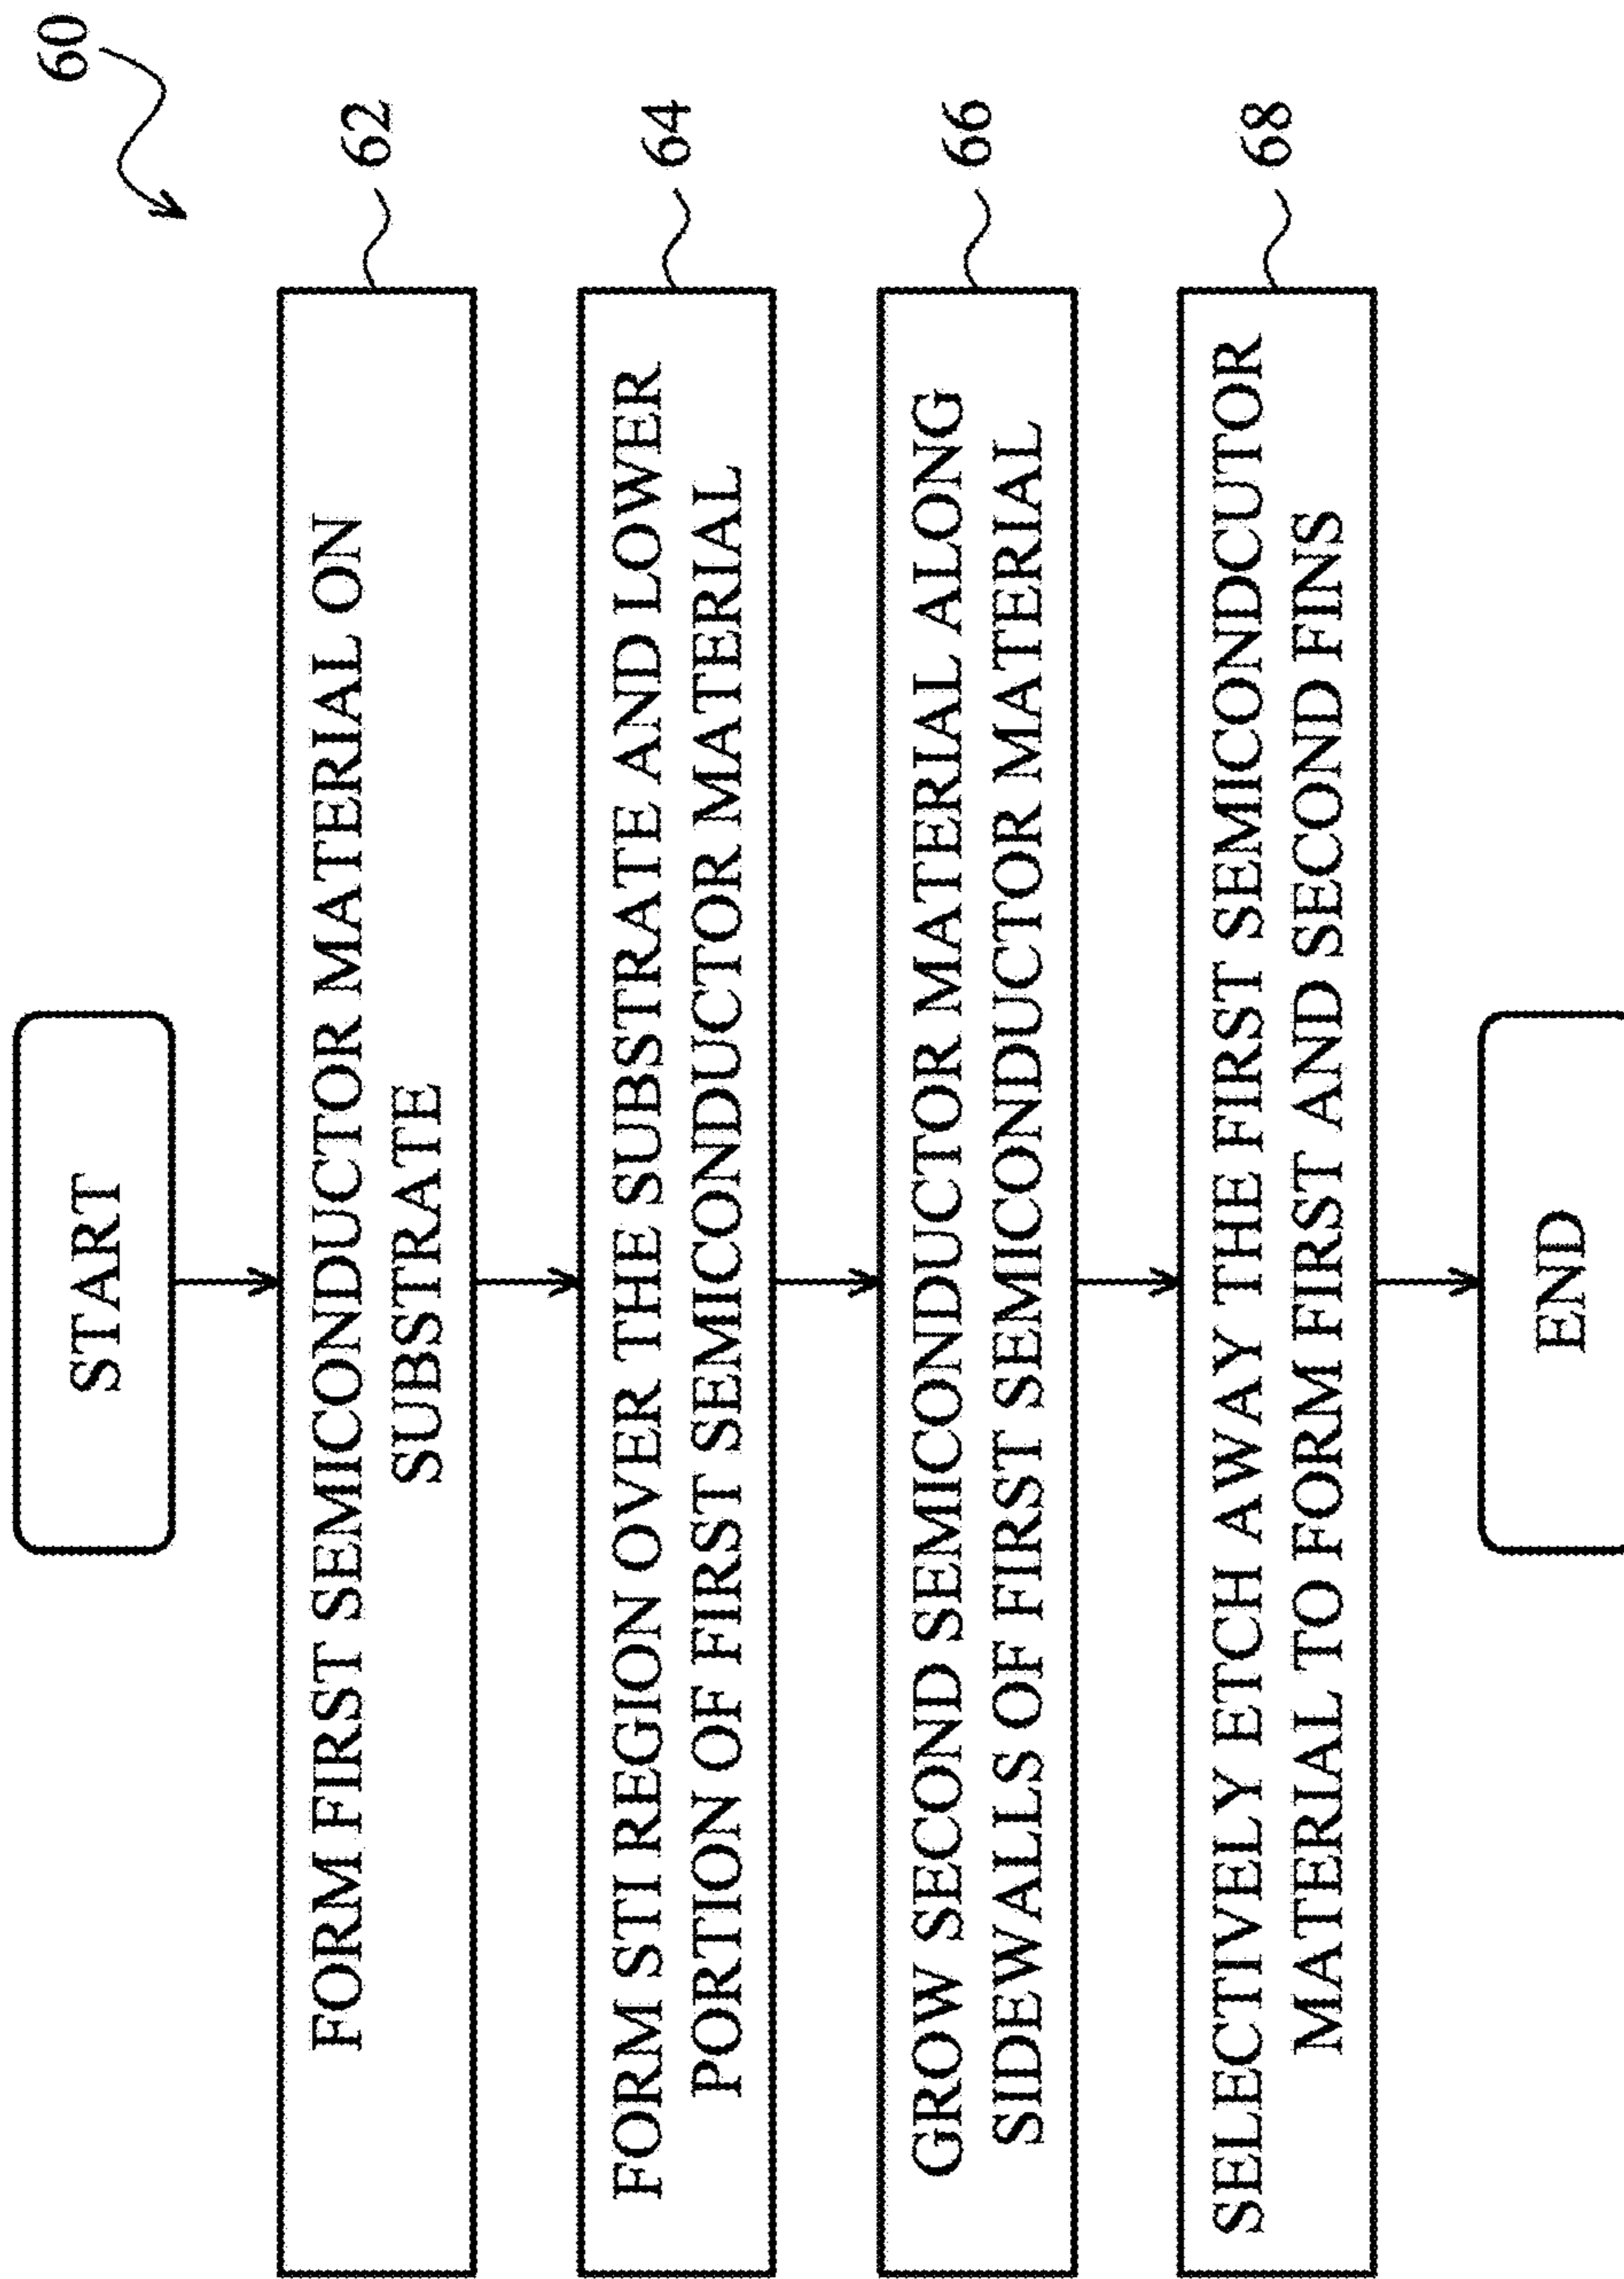 60
START
FORM FIRST SEMICONDUCTOR MATERIAL ON
SUBSTRATE
62
FORM STI REGION OVER THE SUBSTRATE AND LOWER
PORTION OF FIRST SEMICONDUCTOR MATERIAL
64
GROW SECOND SEMICONDUCTOR MATERIAL ALONG
SIDEWALLS OF FIRST SEMICONDUCTOR MATERIAL
66
SELECTIVELY ETCH AWAY THE FIRST SEMICONDCUTOR
MATERIAL TO FORM FIRST AND SECOND FINS
68
END